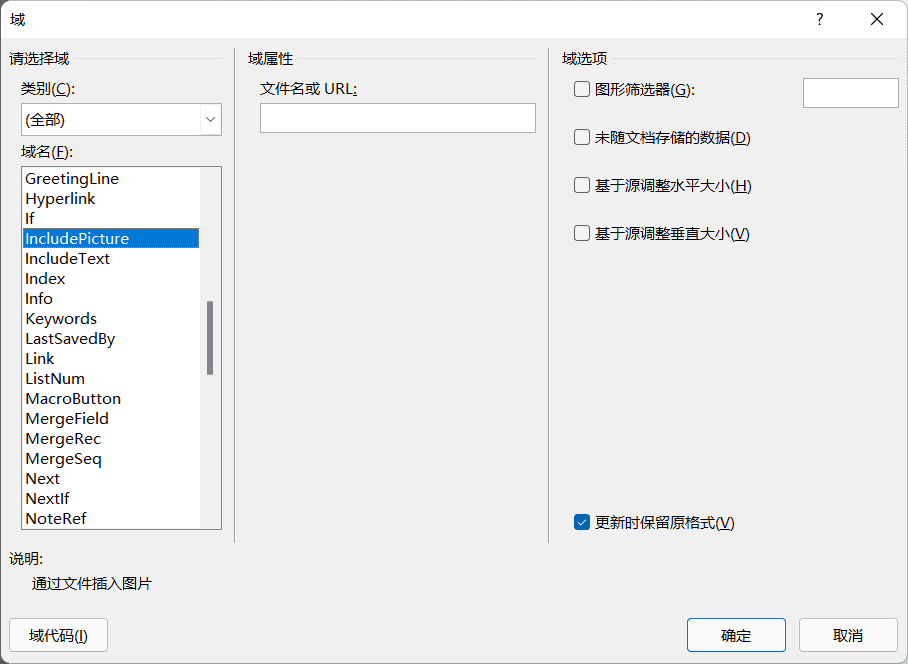 域
?
请选择域
类别(C):
(全部)
域名(F):
GreetingLine
Hyperlink
If
IncludePicture
IncludeText
Index
Info
Keywords
LastSavedBy
Link
ListNum
MacroButton
MergeField
MergeRec
MergeSeq
Next
NextIf
NoteRef
域属性
文件名或 URL:
域选项
图形筛选器(G):
未随文档存储的数据(D)
基于源调整水平大小(H)
基于源调整垂直大小(V)
更新时保留原格式(V)
说明:
通过文件插入图片
域代码(I)
确定
取消